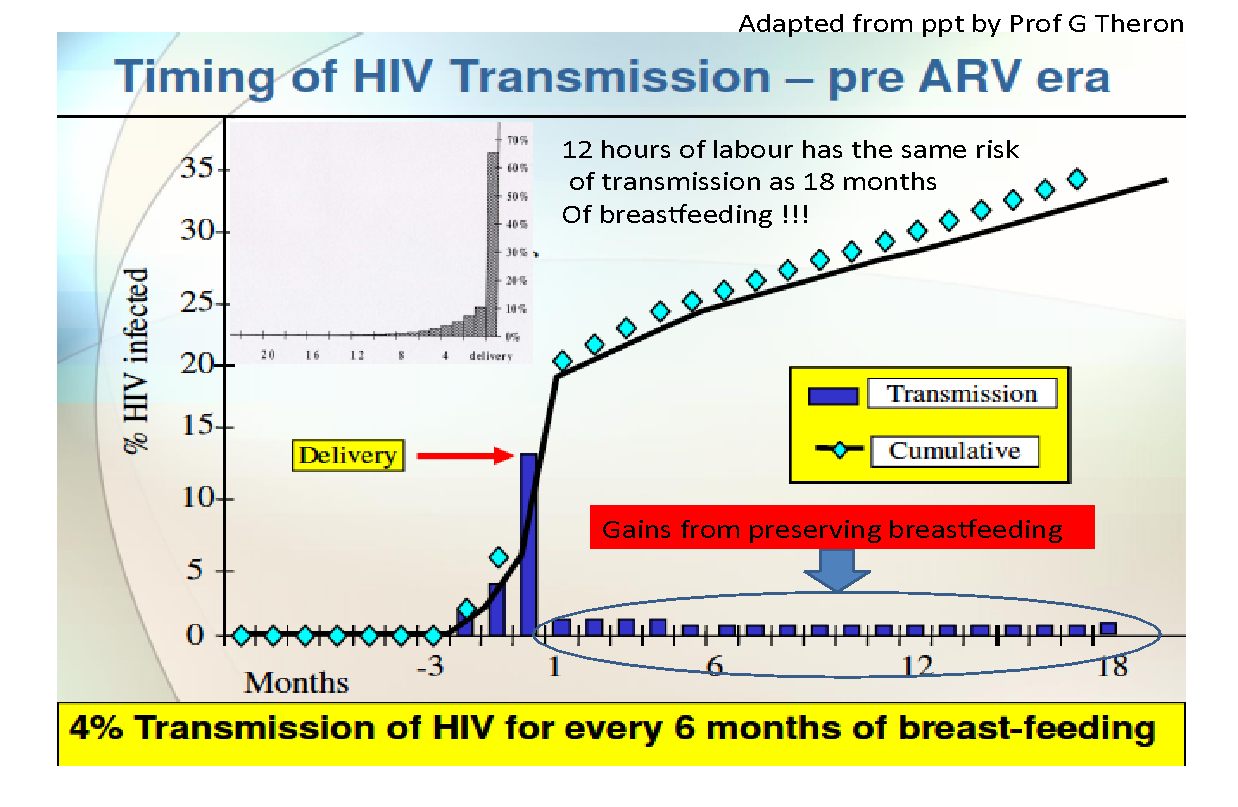 Adapted from ppt by Prof G Theron
Timing of HIV Transmission – pre ARV era
12 hours of labour has the same risk
of transmission as 18 months
Of breastfeeding !!!
70%
60%
50%
40%
30%
20%
10%
0%
20 16 12 8 4 delivery
% HIV infected
35
30
25
20
15
10
5
0
Delivery
Transmission
Cumulative
Gains from preserving breastfeeding
-3 1 6 12 18
Months
4% Transmission of HIV for every 6 months of breast-feeding